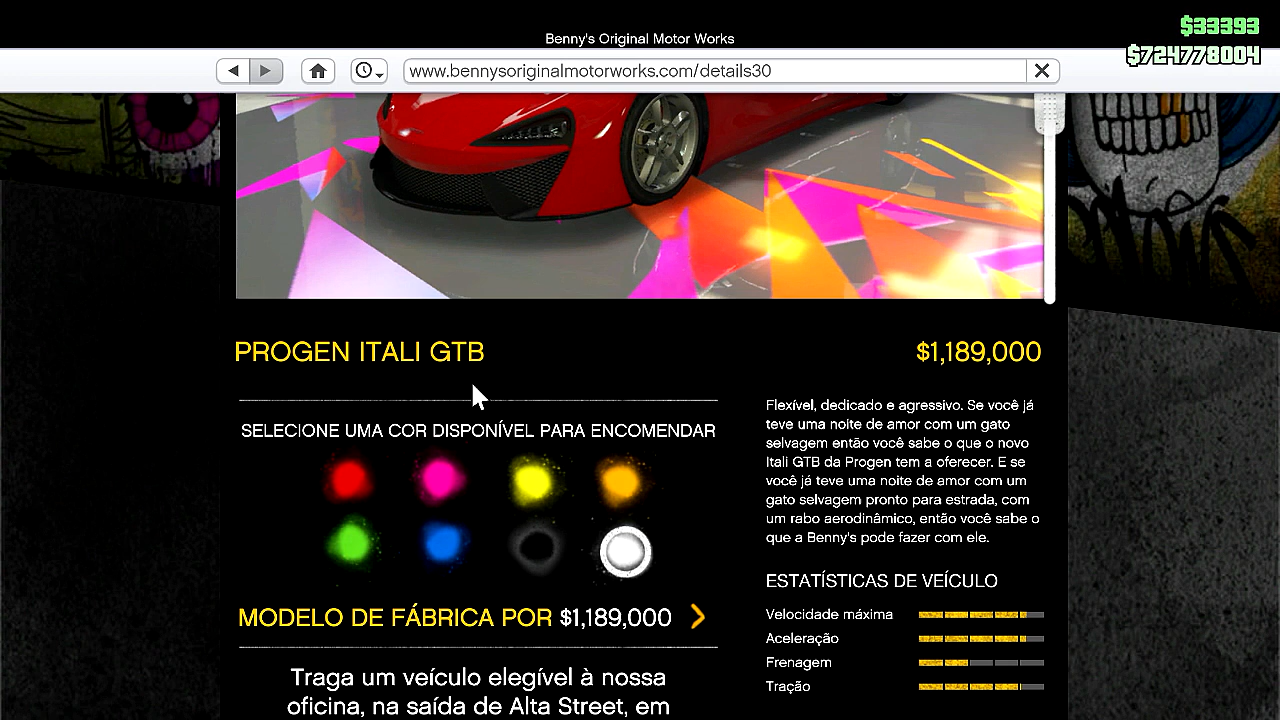 $33393
Benny's Original Motor Works
$724778004
www.bennysoriginalmotorworks.com/details30
PROGEN ITALI GTB
$1,189,000
SELECIONE UMA COR DISPONÍVEL PARA ENCOMENDAR
MODELO DE FÁBRICA POR $1,189,000
Traga um veículo elegível à nossa
oficina, na saída de Alta Street, em
Flexível, dedicado e agressivo. Se você já
teve uma noite de amor com um gato
selvagem então você sabe o que o novo
Itali GTB da Progen tem a oferecer. E se
você já teve uma noite de amor com um
gato selvagem pronto para estrada, com
um rabo aerodinâmico, então você sabe o
que a Benny's pode fazer com ele.
ESTATÍSTICAS DE VEÍCULO
Velocidade máxima
Aceleração
Frenagem
Tração